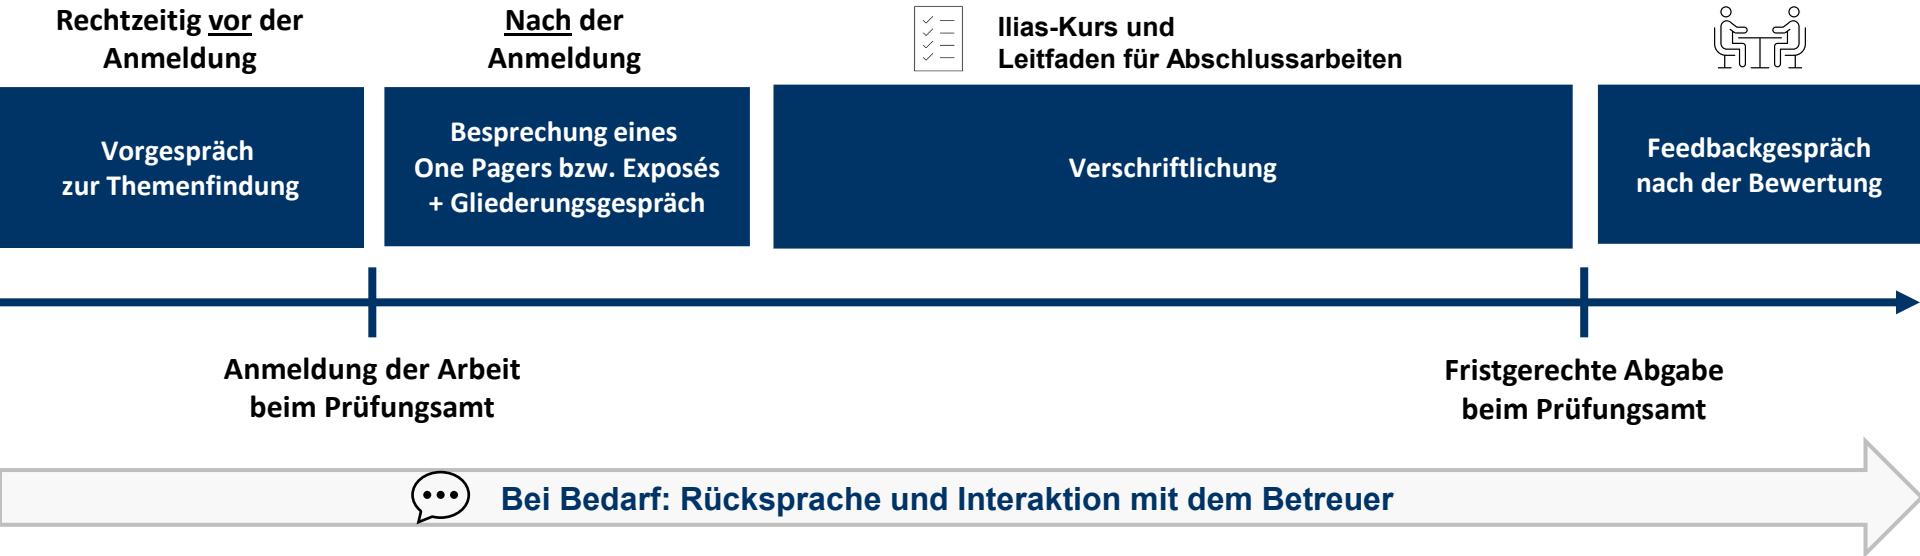 Rechtzeitig vor der
Anmeldung
Nach der
Anmeldung
Ilias-Kurs und
Leitfaden für Abschlussarbeiten
Vorgespräch
zur Themenfindung
Besprechung eines
One Pagers bzw. Exposés
+ Gliederungsgespräch
Verschriftlichung
Feedbackgespräch
nach der Bewertung
Anmeldung der Arbeit
beim Prüfungsamt
Fristgerechte Abgabe
beim Prüfungsamt
Bei Bedarf: Rücksprache und Interaktion mit dem Betreuer